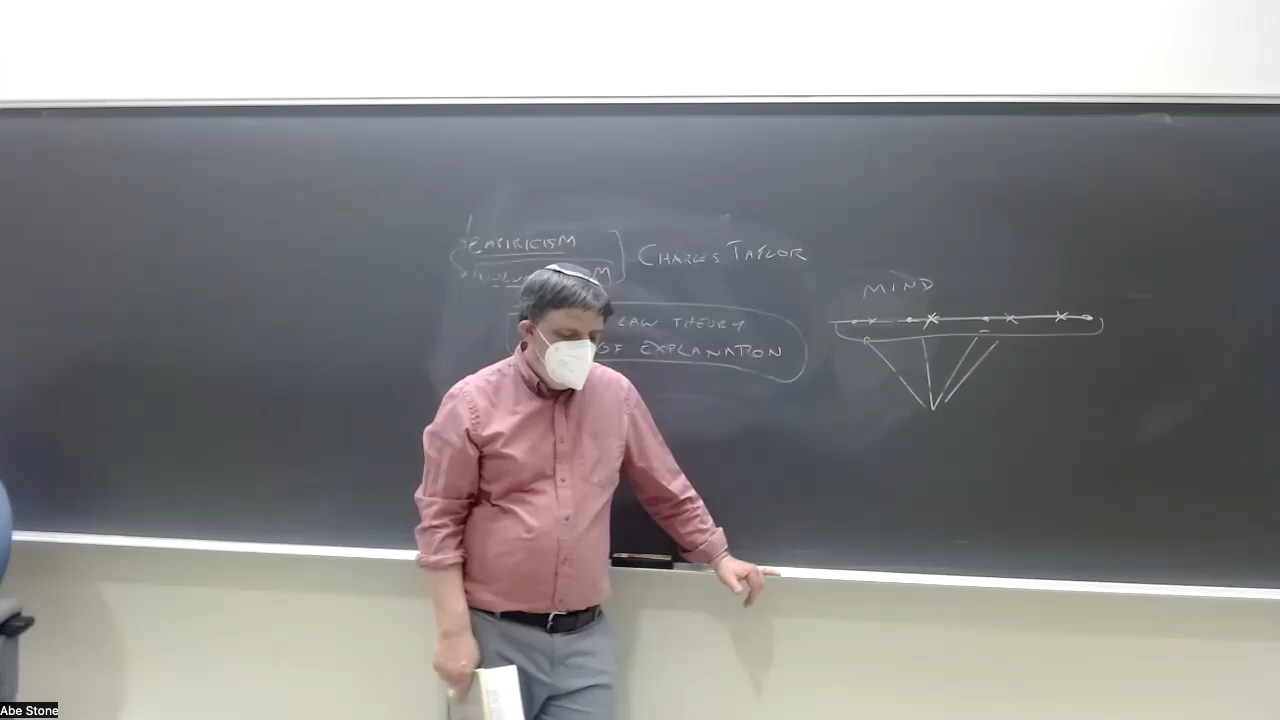 EMPIRICISM
CHARLES TAYLOR
LAW THEORY
OF EXPLANATION
MIND
Abe Stone